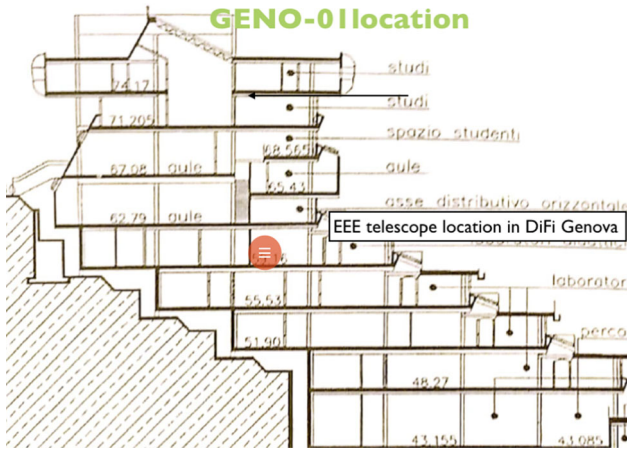 GENO-01location
studi
74.17
studi
71.205
spazio studenti
68.565
67.08 aule
aule
65.43
asse distributivo orizzontale
62.79 aule
EEE telescope location in DiFi Genova
55.53
laborator
51.90
perco
48.27
43.155
43.085